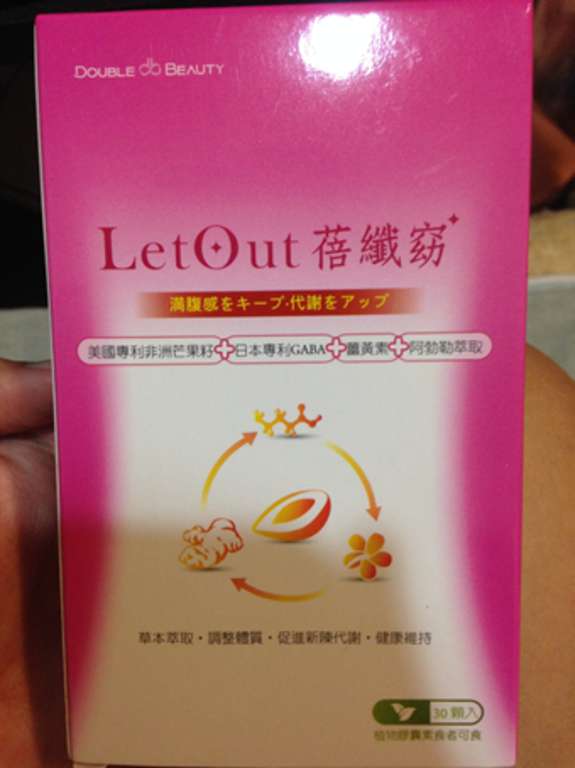 DOUBLE db BEAUTY
LetOut 蓓纖窈
満腹感をキープ·代謝をアップ
美國專利非洲芒果籽+日本專利GABA+薑黃素+阿勃勒萃取
草本萃取·調整體質·促進新陳代謝·健康維持
30顆入
植物膠囊素食者可食